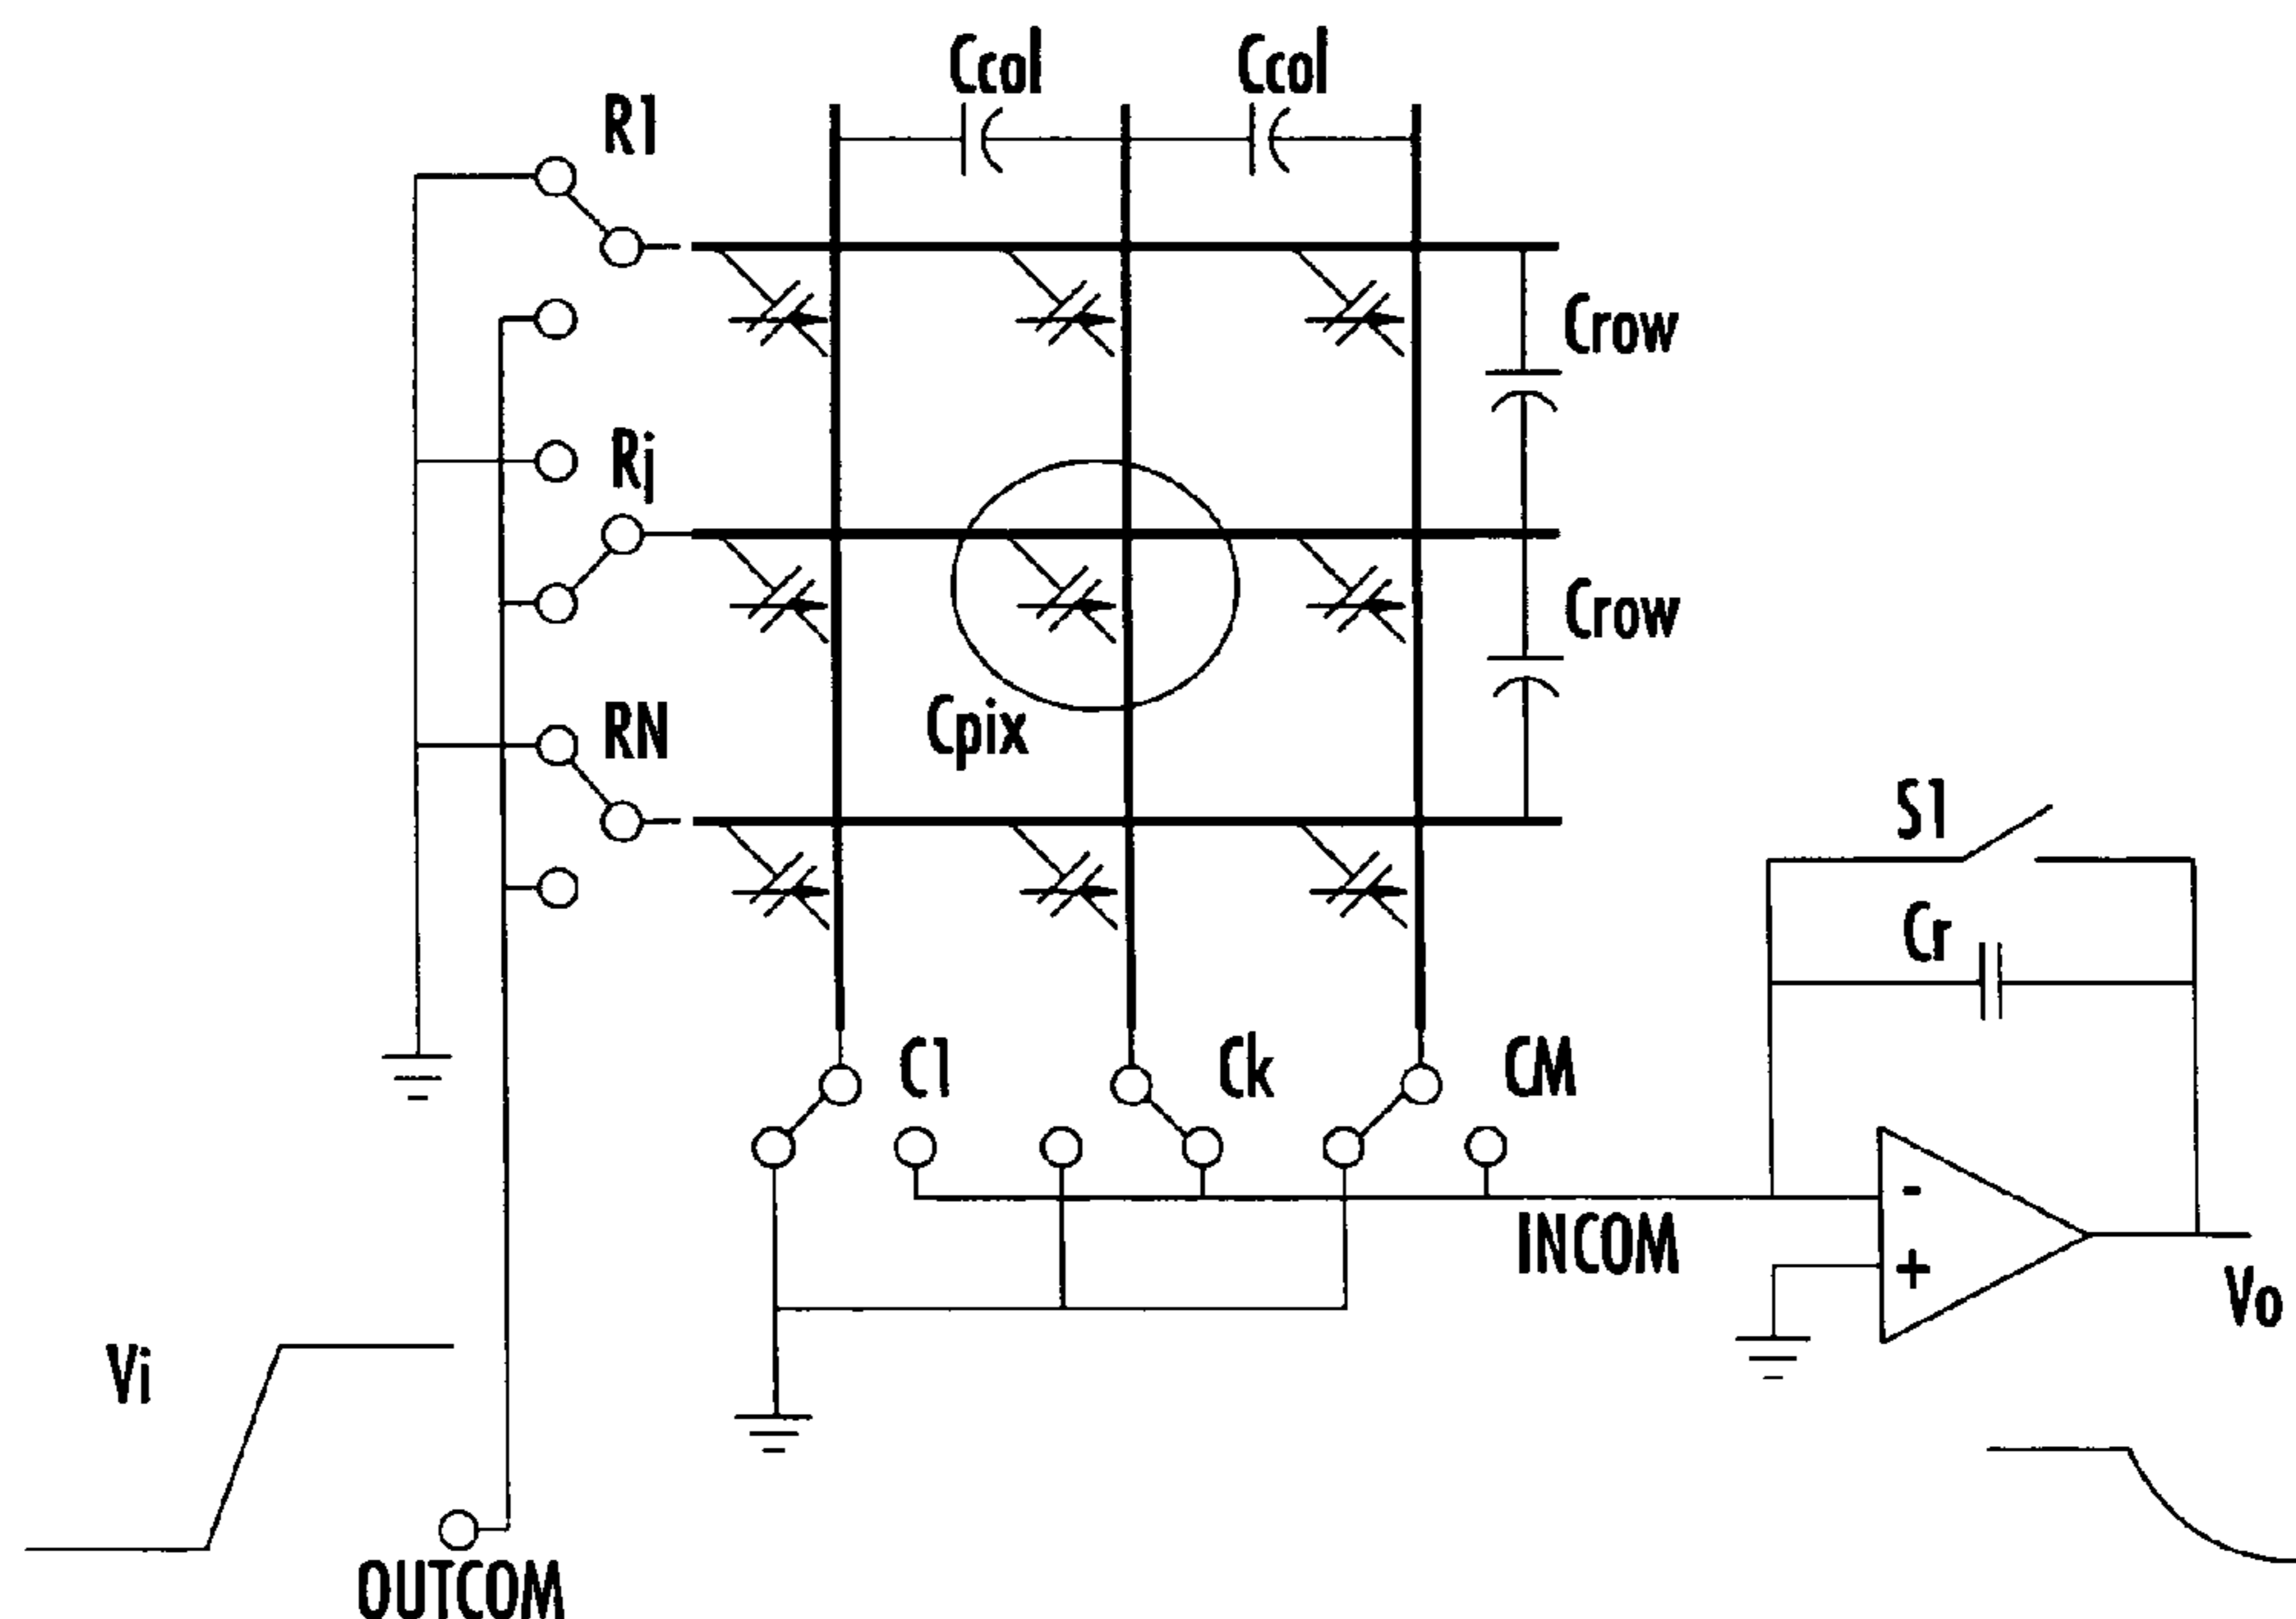 Ccol Ccol
R1
Crow
Rj
Crow
RN
Cpix
S1
Cr
C1 Ck CM
-
INCOM
+
Vo
Vi
OUTCOM